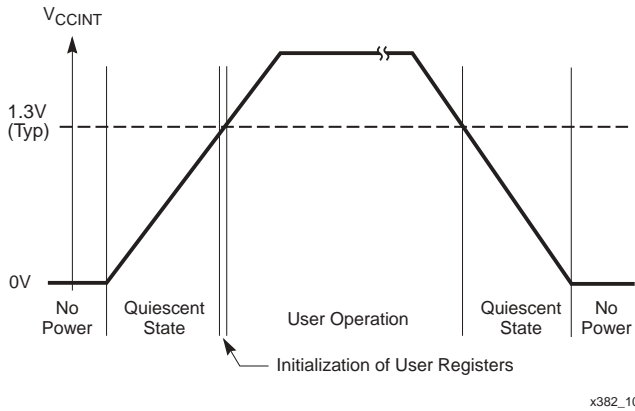 VCCINT
1.3V
(Typ)
0V
No
Power
Quiescent
State
User Operation
Quiescent
State
No
Power
Initialization of User Registers
x382_10